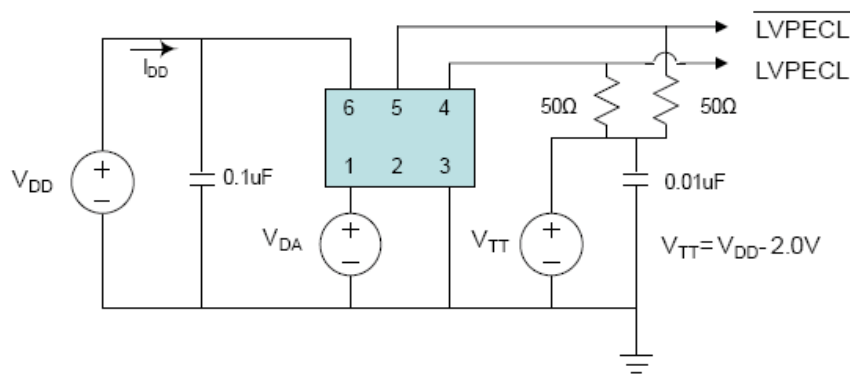 LVPECL
I_DD
LVPECL
6 5 4
50Ω 50Ω
1 2 3
V_DD
0.1uF
0.01uF
V_DA
V_TT
V_TT=V_DD-2.0V